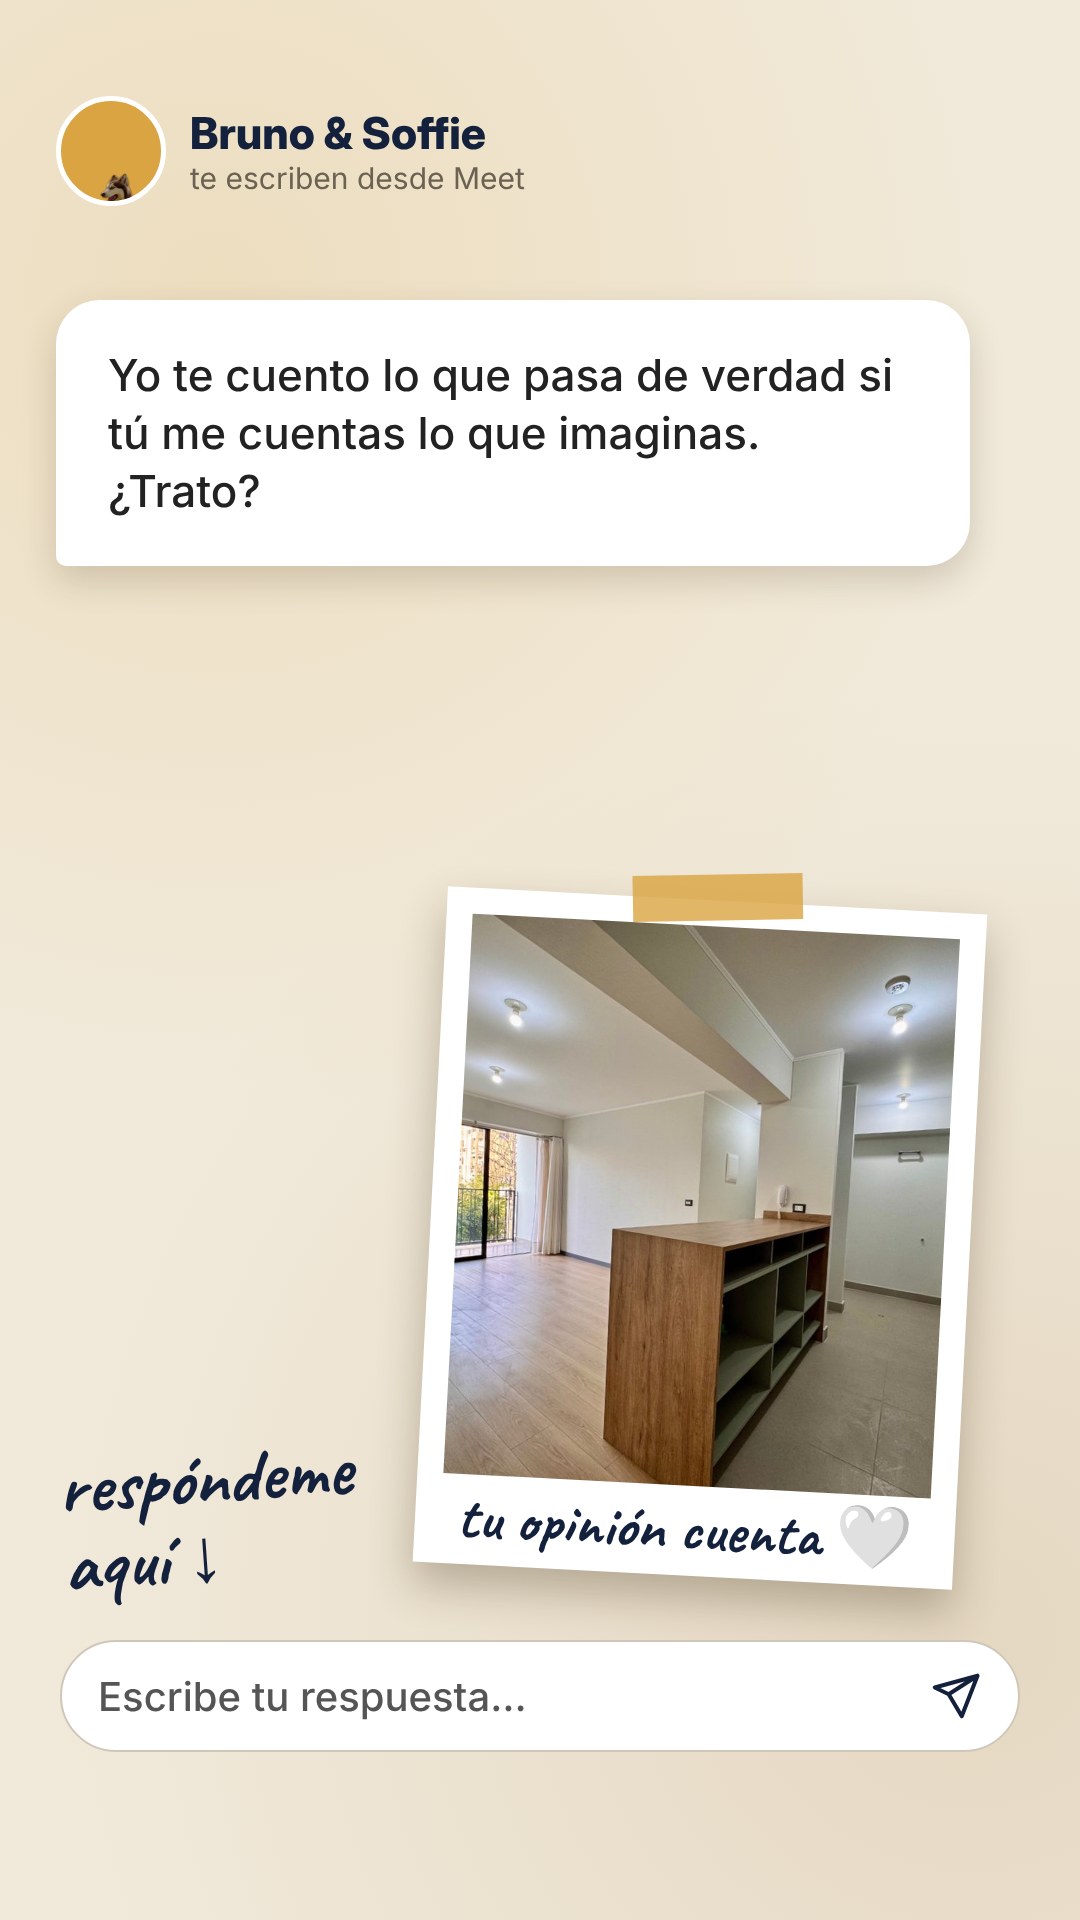 Bruno & Soffie
te escriben desde Meet
Yo te cuento lo que pasa de verdad si
tú me cuentas lo que imaginas.
¿Trato?
respóndeme
aquí ↓
tu opinión cuenta 🤍
Escribe tu respuesta...